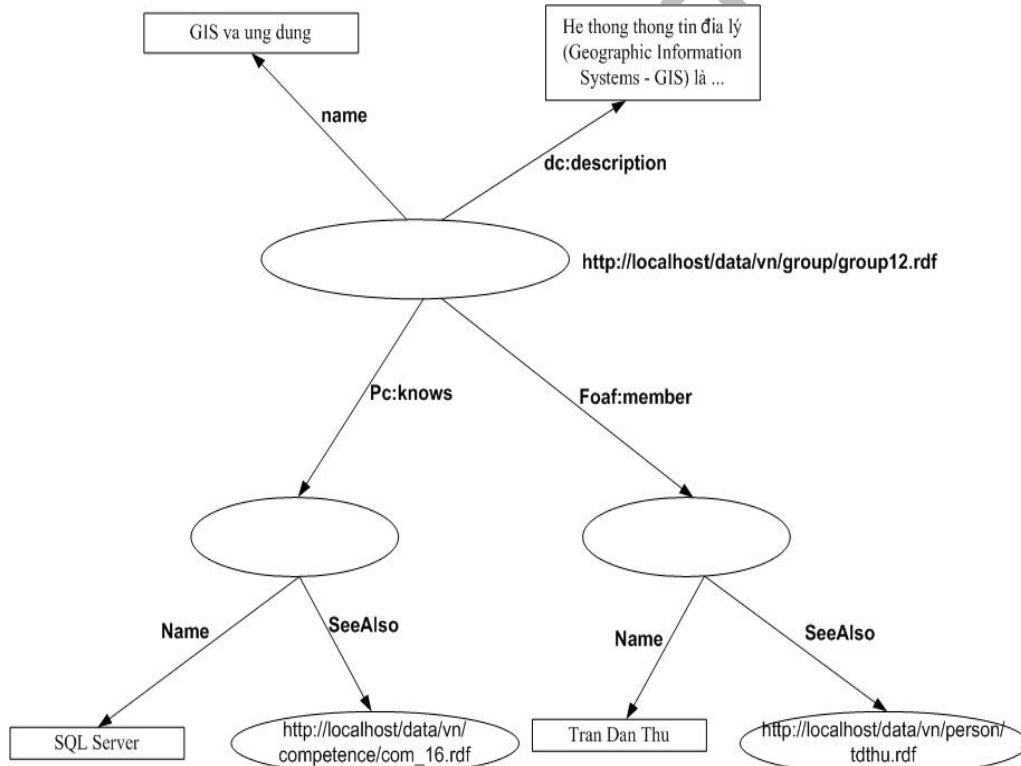 GIS va ung dung
He thong thong tin địa lý
(Geographic Information
Systems - GIS) là ...
name
dc:description
http://localhost/data/vn/group/group12.rdf
Pc:knows
Foaf:member
Name
SeeAlso
Name
SeeAlso
SQL Server
http://localhost/data/vn/
competence/com_16.rdf
Tran Dan Thu
http://localhost/data/vn/person/
tdthu.rdf